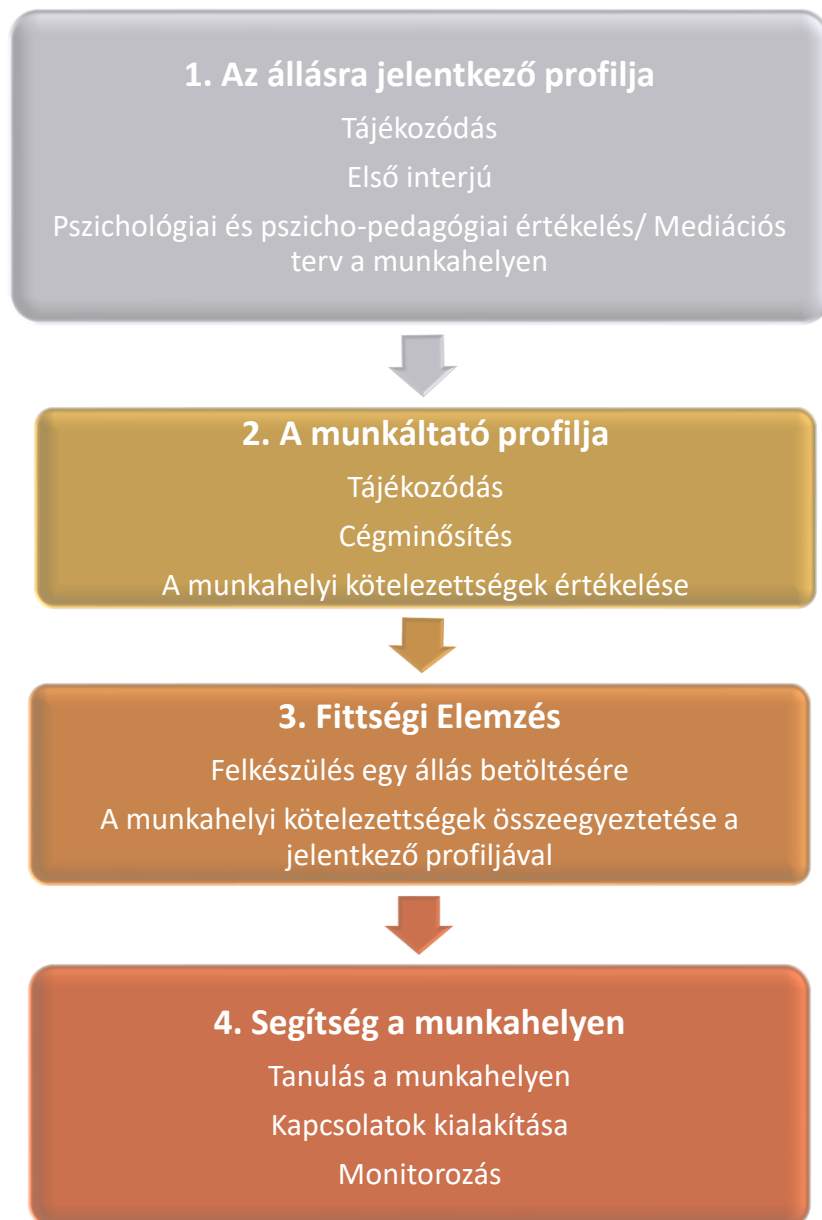 1. Az állásra jelentkező profilja
Tájékozódás
Első interjú
Pszichológiai és pszicho-pedagógiai értékelés/ Mediációs
terv a munkahelyen
2. A munkáltató profilja
Tájékozódás
Cégminősítés
A munkahelyi kötelezettségek értékelése
3. Fittségi Elemzés
Felkészülés egy állás betöltésére
A munkahelyi kötelezettségek összeegyeztetése a
jelentkező profiljával
4. Segítség a munkahelyen
Tanulás a munkahelyen
Kapcsolatok kialakítása
Monitorozás